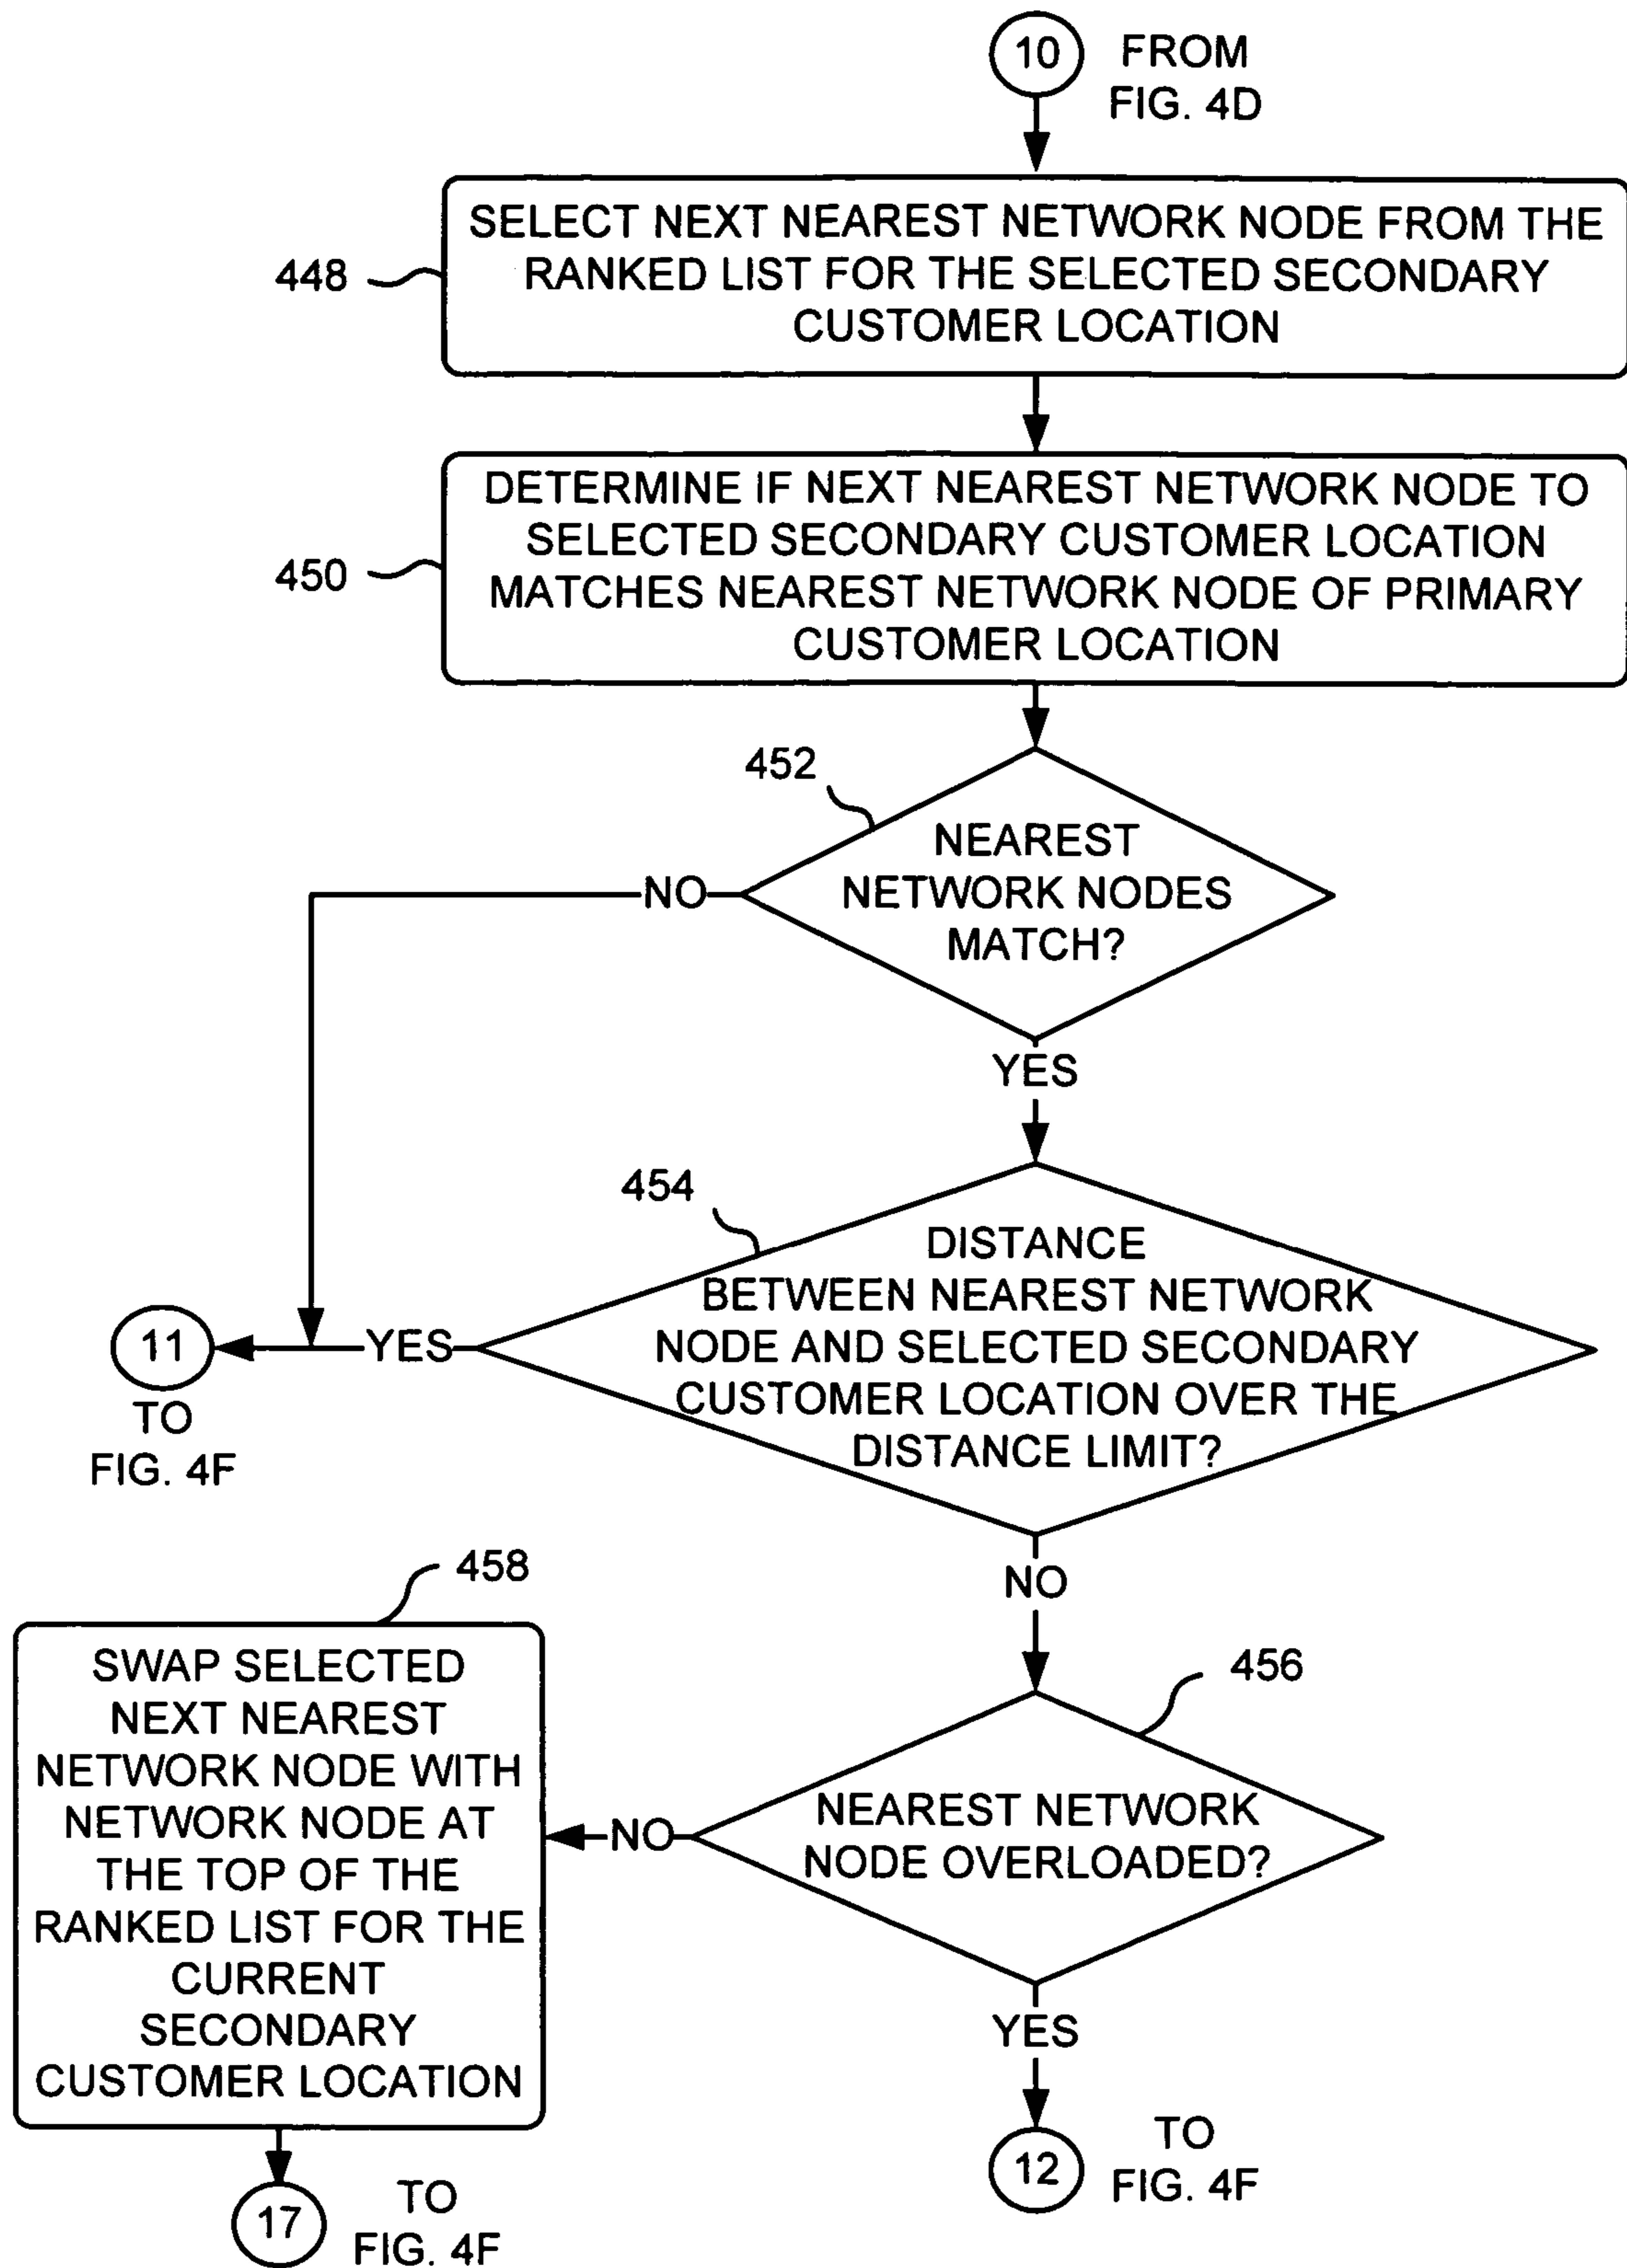 10
FROM
FIG. 4D
SELECT NEXT NEAREST NETWORK NODE FROM THE
RANKED LIST FOR THE SELECTED SECONDARY
CUSTOMER LOCATION
448
DETERMINE IF NEXT NEAREST NETWORK NODE TO
SELECTED SECONDARY CUSTOMER LOCATION
MATCHES NEAREST NETWORK NODE OF PRIMARY
CUSTOMER LOCATION
450
452
NEAREST
NETWORK NODES
MATCH?
NO
YES
454
DISTANCE
BETWEEN NEAREST NETWORK
NODE AND SELECTED SECONDARY
CUSTOMER LOCATION OVER THE
DISTANCE LIMIT?
YES
11
TO
FIG. 4F
NO
458
SWAP SELECTED
NEXT NEAREST
NETWORK NODE WITH
NETWORK NODE AT
THE TOP OF THE
RANKED LIST FOR THE
CURRENT
SECONDARY
CUSTOMER LOCATION
456
NEAREST NETWORK
NODE OVERLOADED?
NO
YES
12
TO
FIG. 4F
17
TO
FIG. 4F